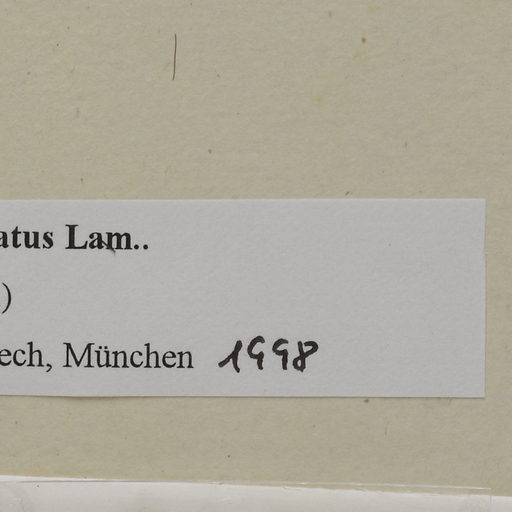 atus Lam..
)
ech, München 1998